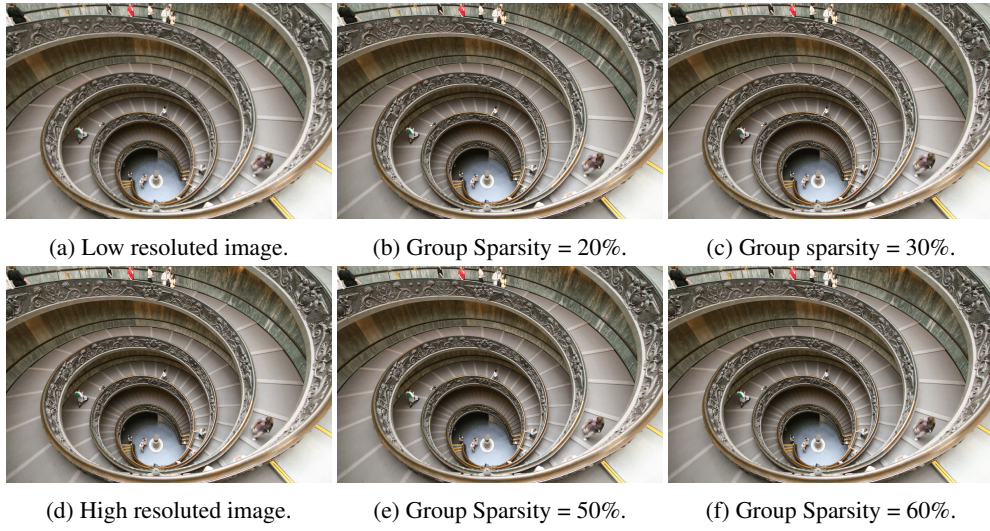 (a) Low resoluted image.
(b) Group Sparsity = 20%.
(c) Group sparsity = 30%.
(d) High resoluted image.
(e) Group Sparsity = 50%.
(f) Group Sparsity = 60%.